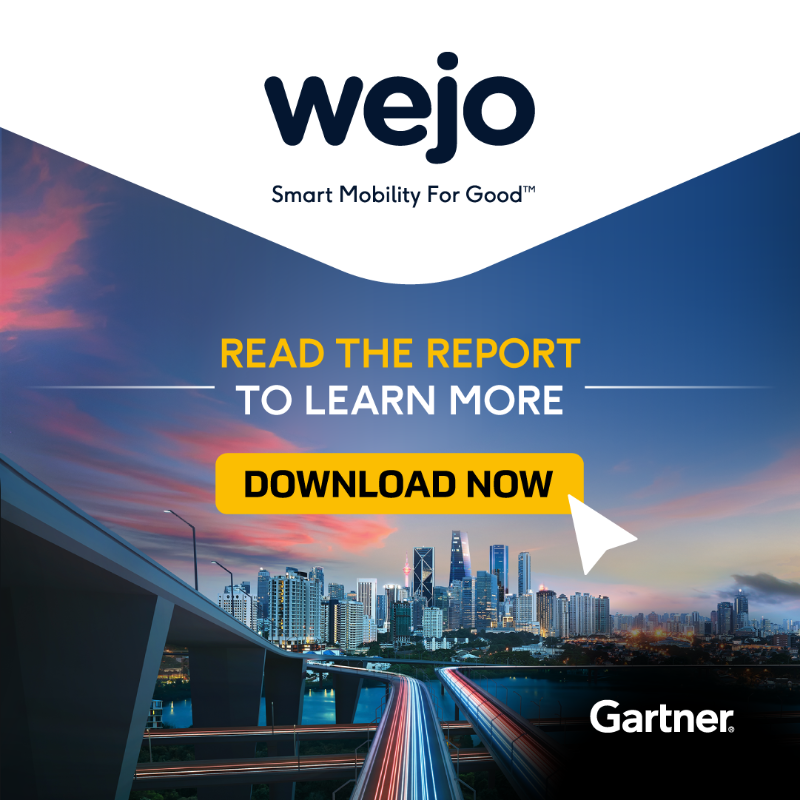 wejo
Smart Mobility For Good™
READ THE REPORT
TO LEARN MORE
DOWNLOAD NOW
Gartner®